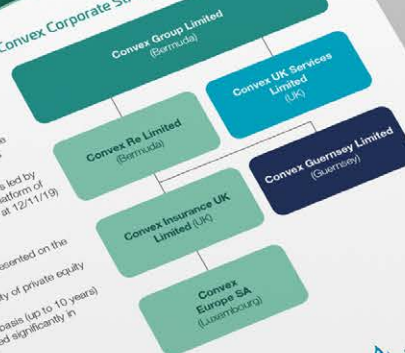 Convex Corporate
Convex Group Limited
(Bermuda)
Convex UK Services
Limited
(UK)
Convex Re Limited
(Bermuda)
Convex Guernsey Limited
(Guernsey)
Convex Insurance UK
Limited (UK)
Convex
Europe SA
(Luxembourg)
s led by
atform of
at 12/11/19)
esented on the
ty of private equity
basis (up to 10 years)
ed significantly in